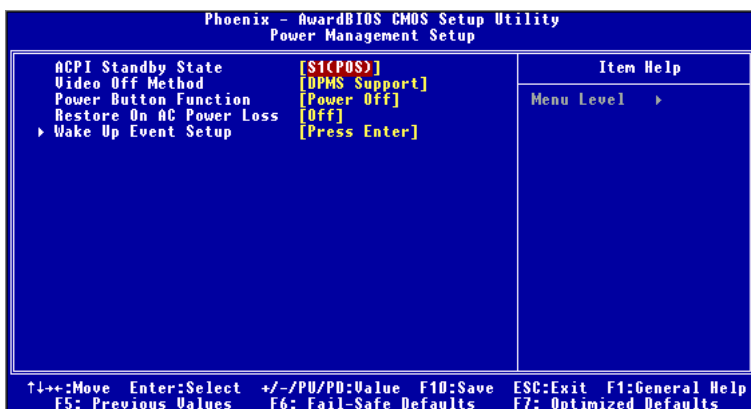 Phoenix - AwardBIOS CMOS Setup Utility
Power Management Setup
ACPI Standby State [S1(POS)]
Video Off Method [DPMS Support]
Power Button Function [Power Off]
Restore On AC Power Loss [Off]
▸ Wake Up Event Setup [Press Enter]
Item Help
Menu Level ▸
↑↓→←:Move Enter:Select +/-/PU/PD:Value F10:Save ESC:Exit F1:General Help
F5: Previous Values F6: Fail-Safe Defaults F7: Optimized Defaults